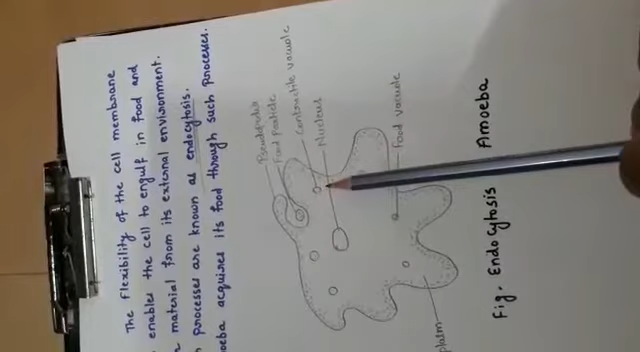 The flexibility of the cell membrane
enables the cell to engulf in food and
material from its external environment.
processes are known as endocytosis.
acquires its food through such processes.
Pseudopodia
Food Particle
Contractile vacuole
Nucleus
Food vacuole
Fig. Endocytosis Amoeba